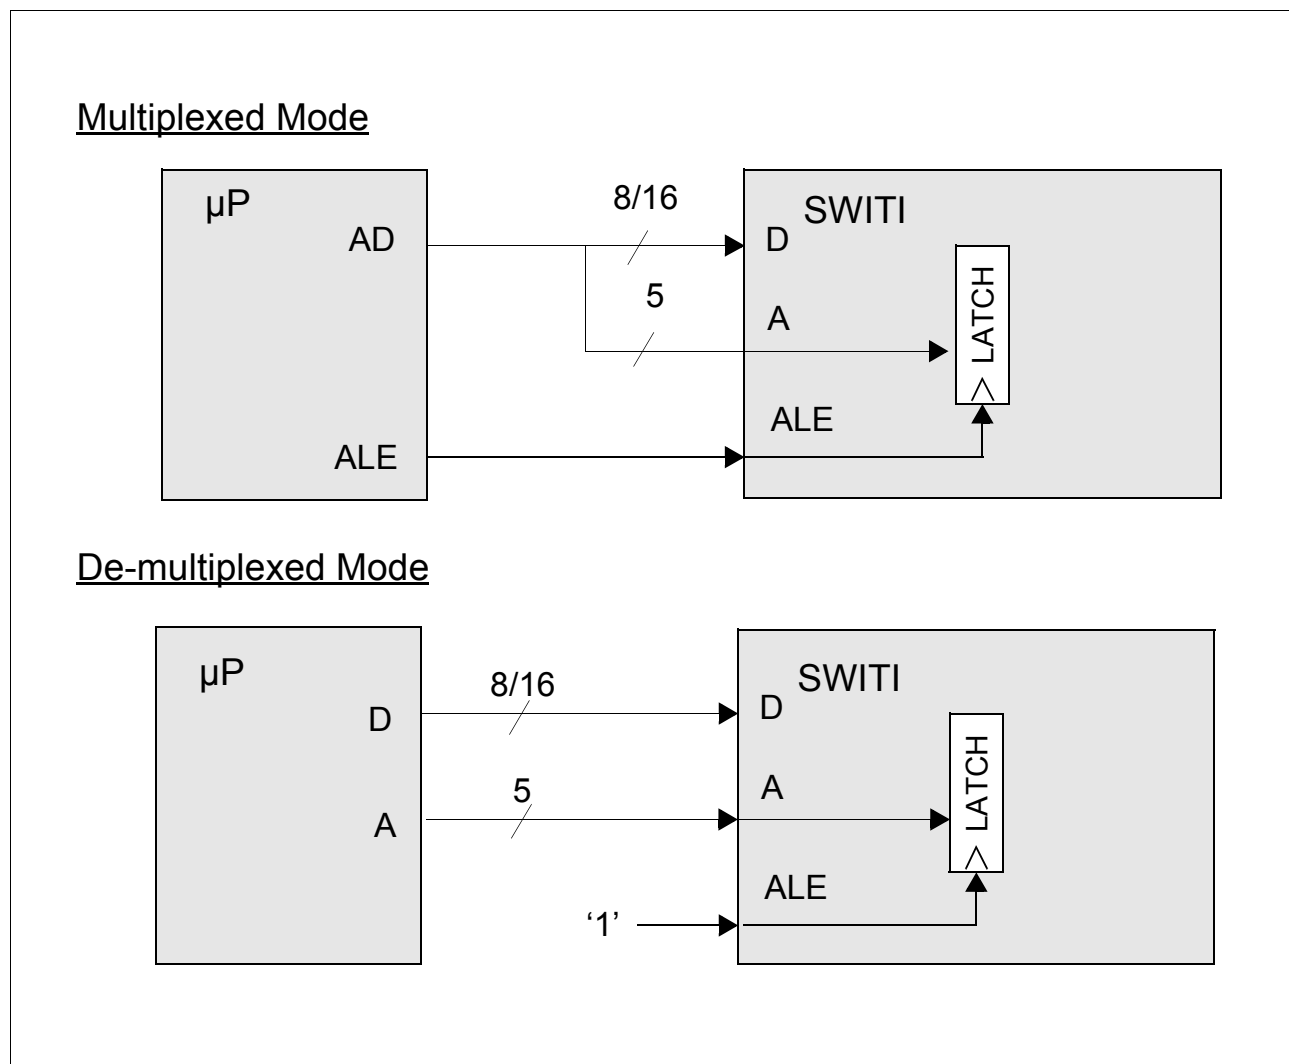 Multiplexed Mode
µP
8/16
SWITI
AD
D
5
A
LATCH
ALE
ALE
De-multiplexed Mode
µP
8/16
SWITI
D
D
5
A
A
LATCH
ALE
‘1’